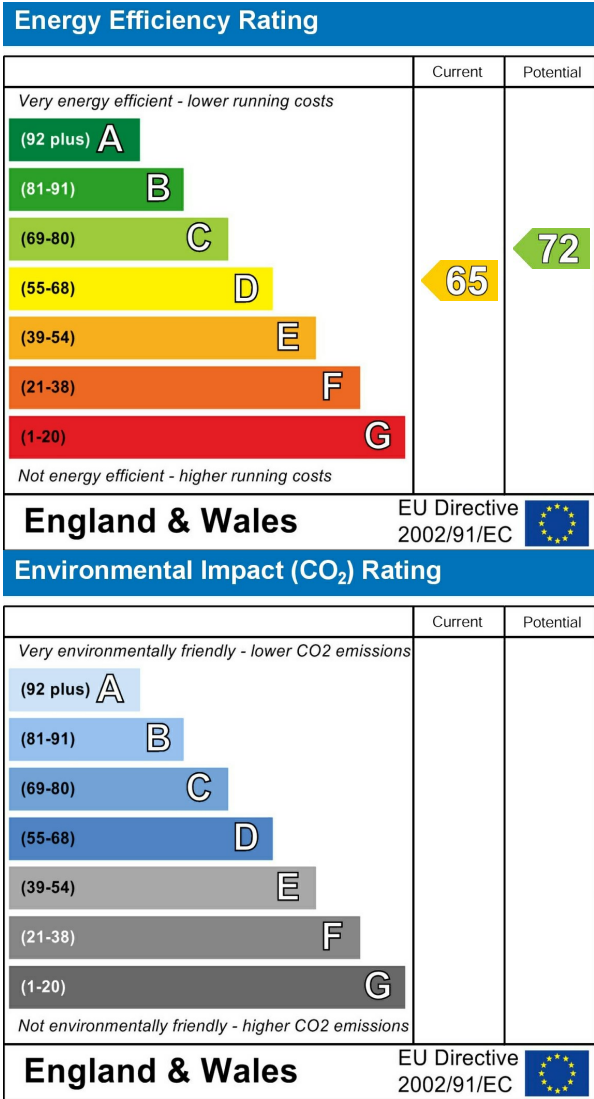 Energy Efficiency Rating
Current Potential
Very energy efficient - lower running costs
(92 plus) A
(81-91) B
(69-80) C
(55-68) D
(39-54) E
(21-38) F
(1-20) G
65
72
Not energy efficient - higher running costs
England & Wales
EU Directive
2002/91/EC
Environmental Impact (CO₂) Rating
Current Potential
Very environmentally friendly - lower CO2 emissions
(92 plus) A
(81-91) B
(69-80) C
(55-68) D
(39-54) E
(21-38) F
(1-20) G
Not environmentally friendly - higher CO2 emissions
England & Wales
EU Directive
2002/91/EC